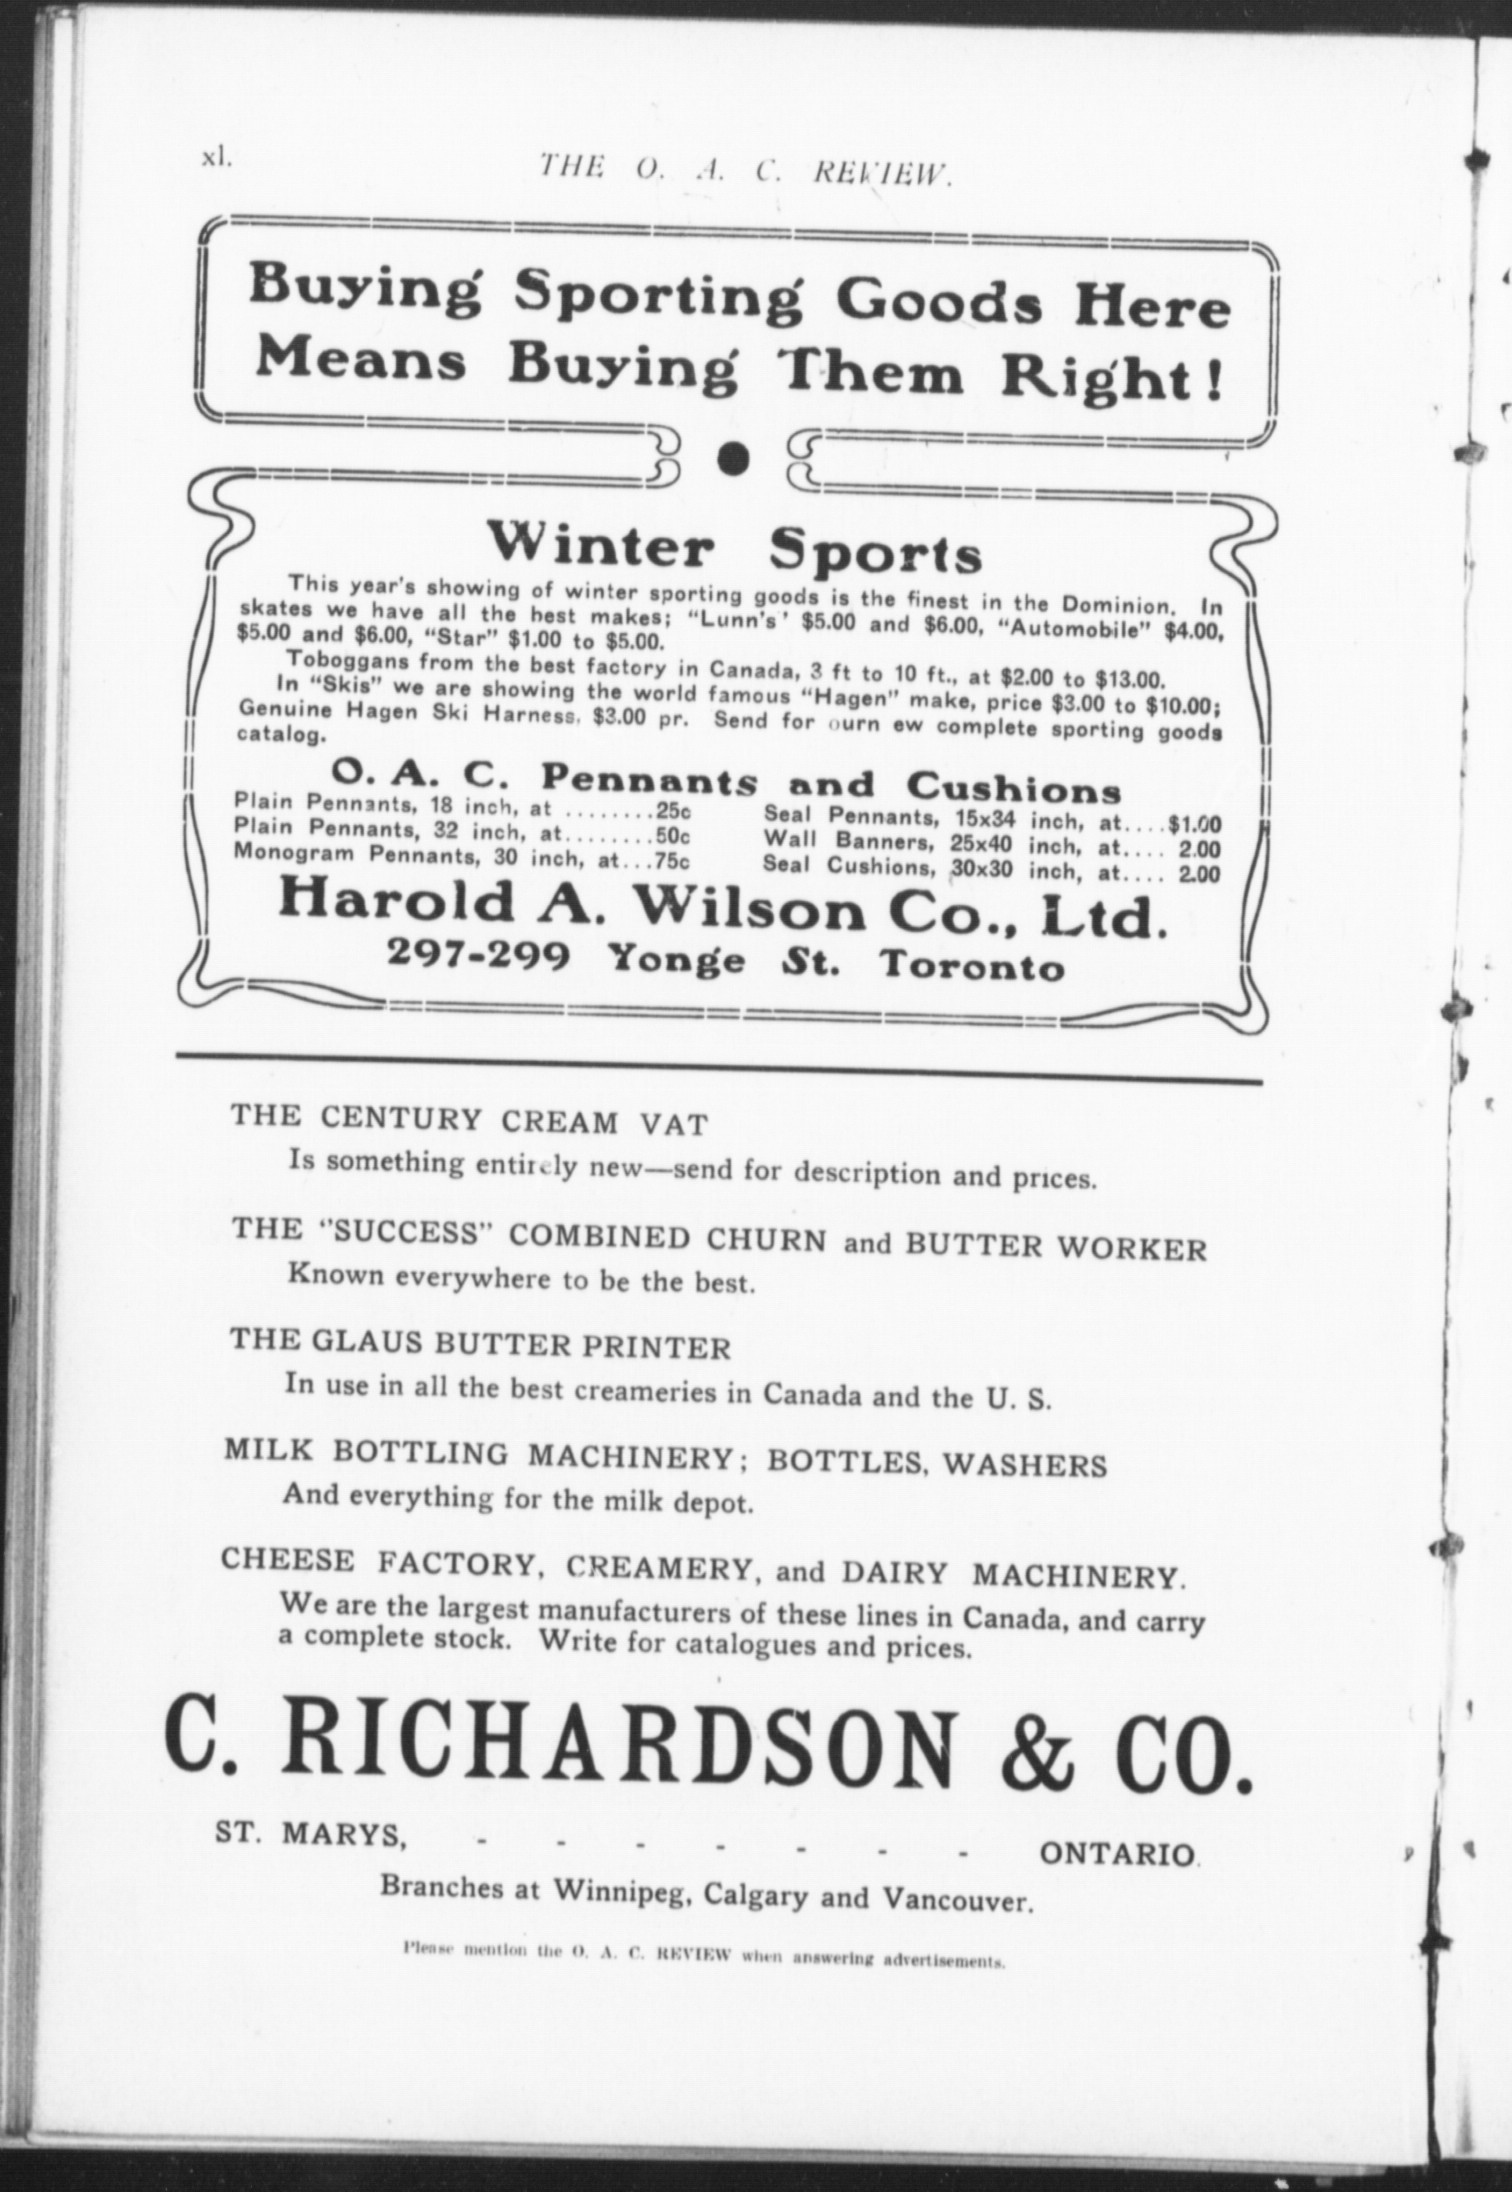 xl.
THE O. A. C. REVIEW.
Buying Sporting Goods Here
Means Buying Them Right!
Winter Sports
This year's showing of winter sporting goods is the finest in the Dominion. In
skates we have all the best makes; "Lunn's' $5.00 and $6.00, "Automobile" $4.00,
$5.00 and $6.00, "Star" $1.00 to $5.00.
Toboggans from the best factory in Canada, 3 ft to 10 ft., at $2.00 to $13.00.
In "Skis" we are showing the world famous "Hagen" make, price $3.00 to $10.00;
Genuine Hagen Ski Harness, $3.00 pr. Send for ourn ew complete sporting goods
catalog.
O. A. C. Pennants and Cushions
Plain Pennants, 18 inch, at ........25c
Plain Pennants, 32 inch, at........50c
Monogram Pennants, 30 inch, at...75c
Seal Pennants, 15x34 inch, at....$1.00
Wall Banners, 25x40 inch, at.... 2.00
Seal Cushions, 30x30 inch, at.... 2.00
Harold A. Wilson Co., Ltd.
297-299 Yonge St. Toronto
THE CENTURY CREAM VAT
Is something entirely new—send for description and prices.
THE "SUCCESS" COMBINED CHURN and BUTTER WORKER
Known everywhere to be the best.
THE GLAUS BUTTER PRINTER
In use in all the best creameries in Canada and the U. S.
MILK BOTTLING MACHINERY; BOTTLES, WASHERS
And everything for the milk depot.
CHEESE FACTORY, CREAMERY, and DAIRY MACHINERY.
We are the largest manufacturers of these lines in Canada, and carry
a complete stock. Write for catalogues and prices.
C. RICHARDSON & CO.
ST. MARYS, - - - - - - - ONTARIO.
Branches at Winnipeg, Calgary and Vancouver.
Please mention the O. A. C. REVIEW when answering advertisements.